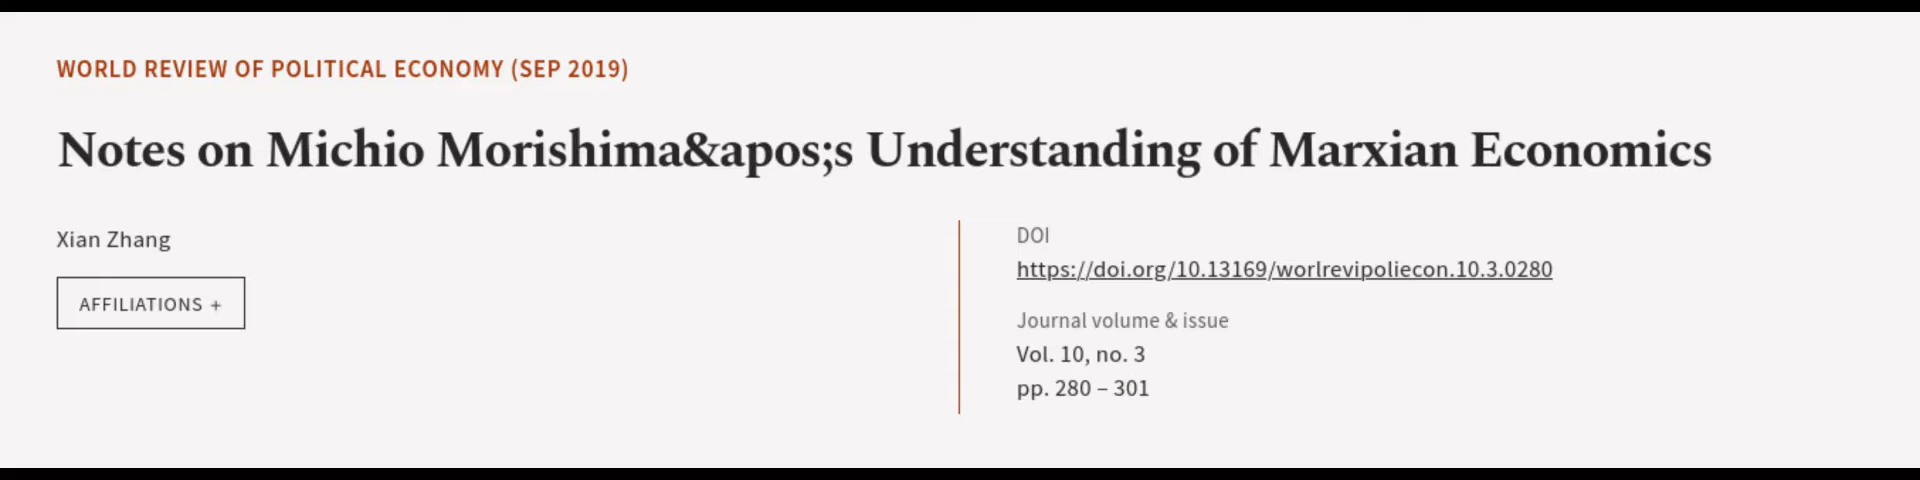 WORLD REVIEW OF POLITICAL ECONOMY (SEP 2019)
Notes on Michio Morishima&apos;s Understanding of Marxian Economics
Xian Zhang
AFFILIATIONS +
DOI
https://doi.org/10.13169/worlrevipoliecon.10.3.0280
Journal volume & issue
Vol. 10, no. 3
pp. 280 – 301